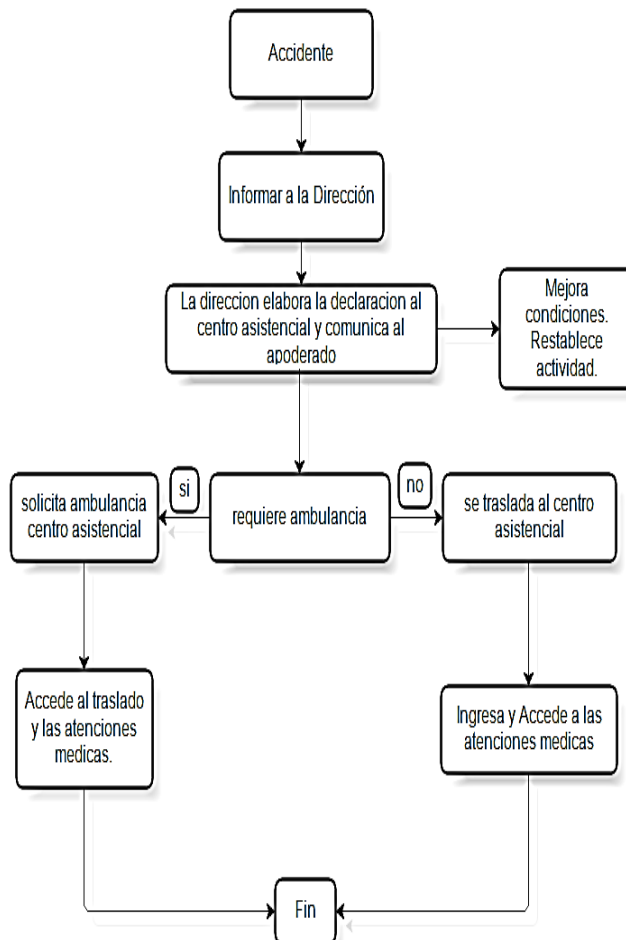 Accidente
Informar a la Dirección
La direccion elabora la declaracion al
centro asistencial y comunica al
apoderado
Mejora
condiciones.
Restablece
actividad.
si
no
solicita ambulancia
centro asistencial
requiere ambulancia
se traslada al centro
asistencial
Accede al traslado
y las atenciones
medicas.
Ingresa y Accede a las
atenciones medicas
Fin